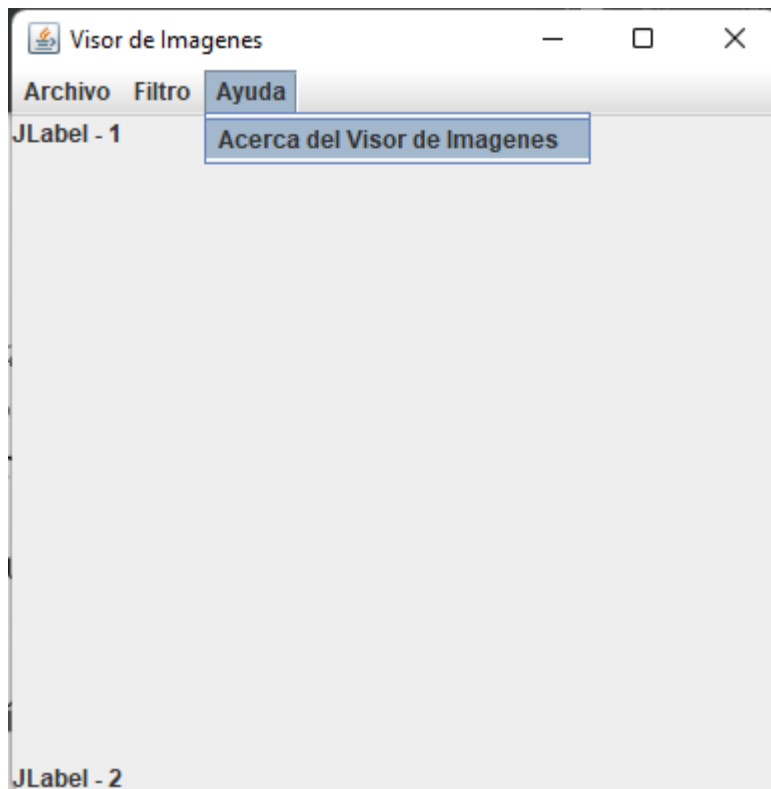 Visor de Imagenes
Archivo Filtro Ayuda
JLabel - 1
Acerca del Visor de Imagenes
JLabel - 2